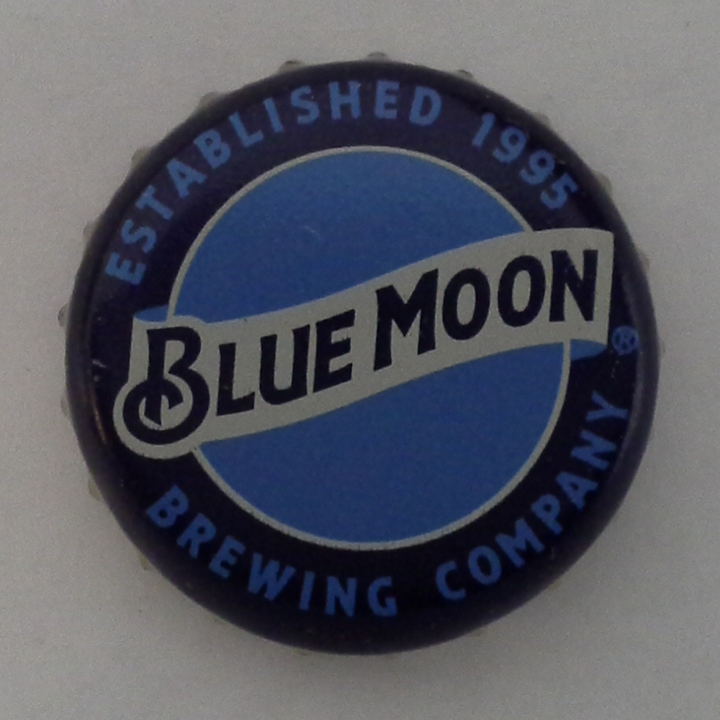 ESTABLISHED 1995
BLUE MOON ®
BREWING COMPANY